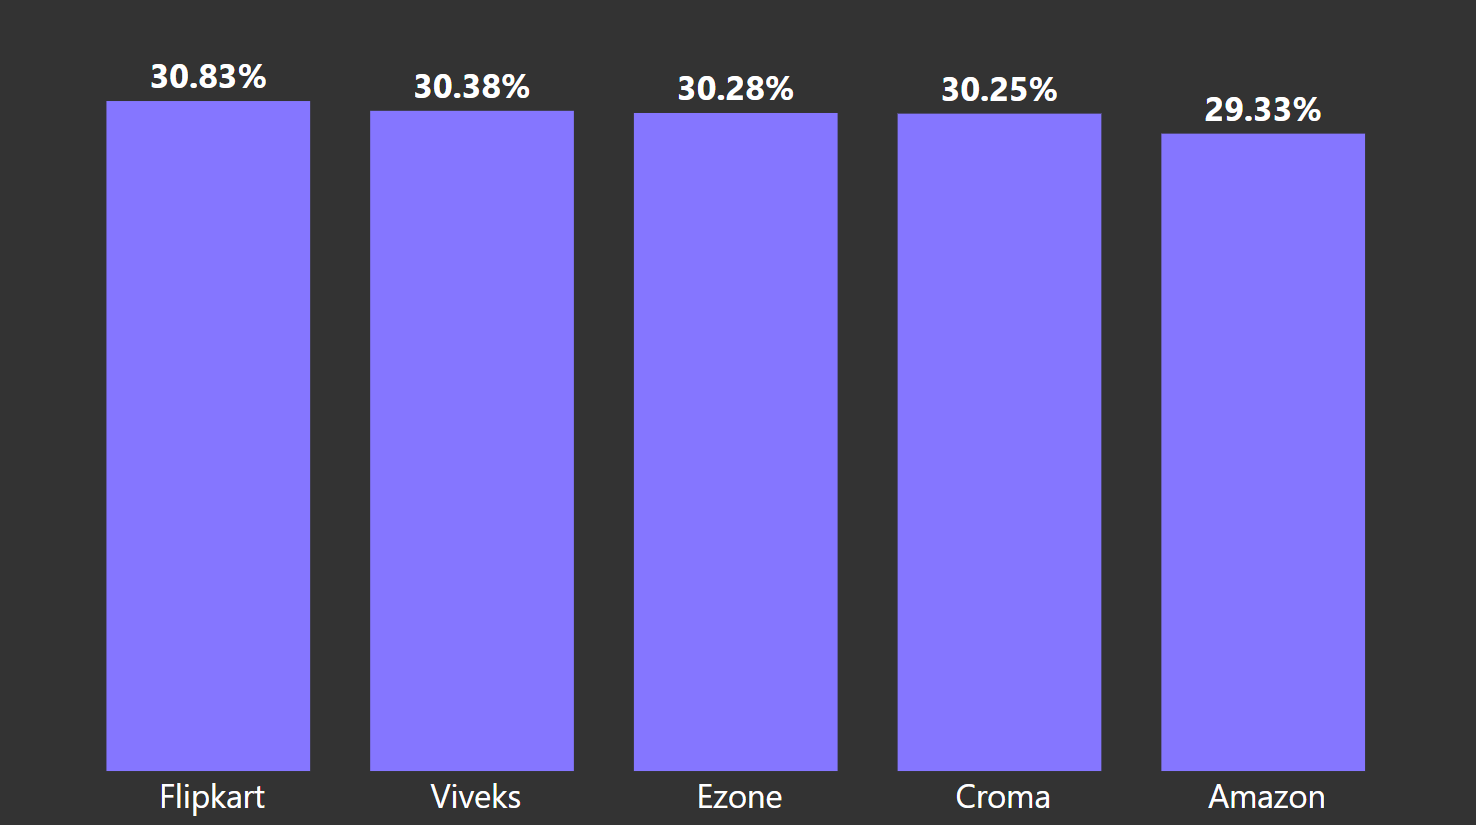 30.83%
30.38%
30.28%
30.25%
29.33%
Flipkart
Viveks
Ezone
Croma
Amazon